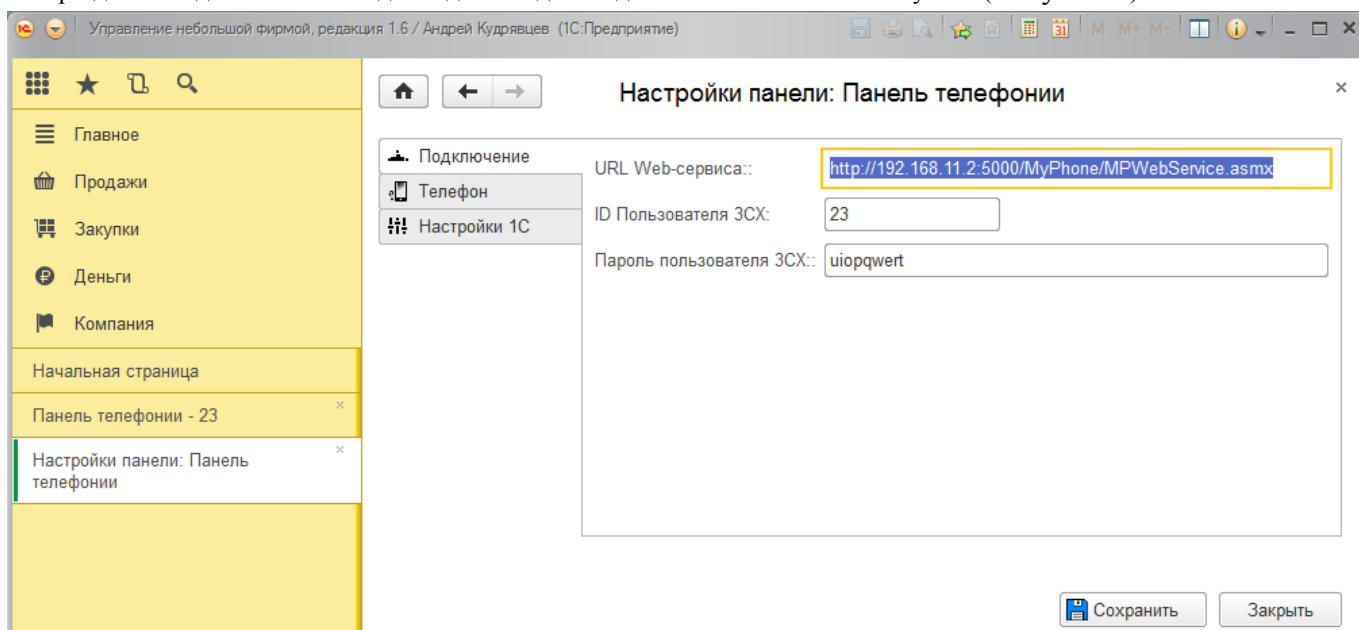 Управление небольшой фирмой, редакция 1.6 / Андрей Кудрявцев (1С:Предприятие)
M M+ M-
Настройки панели: Панель телефонии
Главное
Продажи
Закупки
Деньги
Компания
Начальная страница
Панель телефонии - 23
Настройки панели: Панель
телефонии
Подключение
Телефон
Настройки 1С
URL Web-сервиса::
http://192.168.11.2:5000/MyPhone/MPWebService.asmx
ID Пользователя 3CX:
23
Пароль пользователя 3CX::
uiopqwert
Сохранить
Закрыть